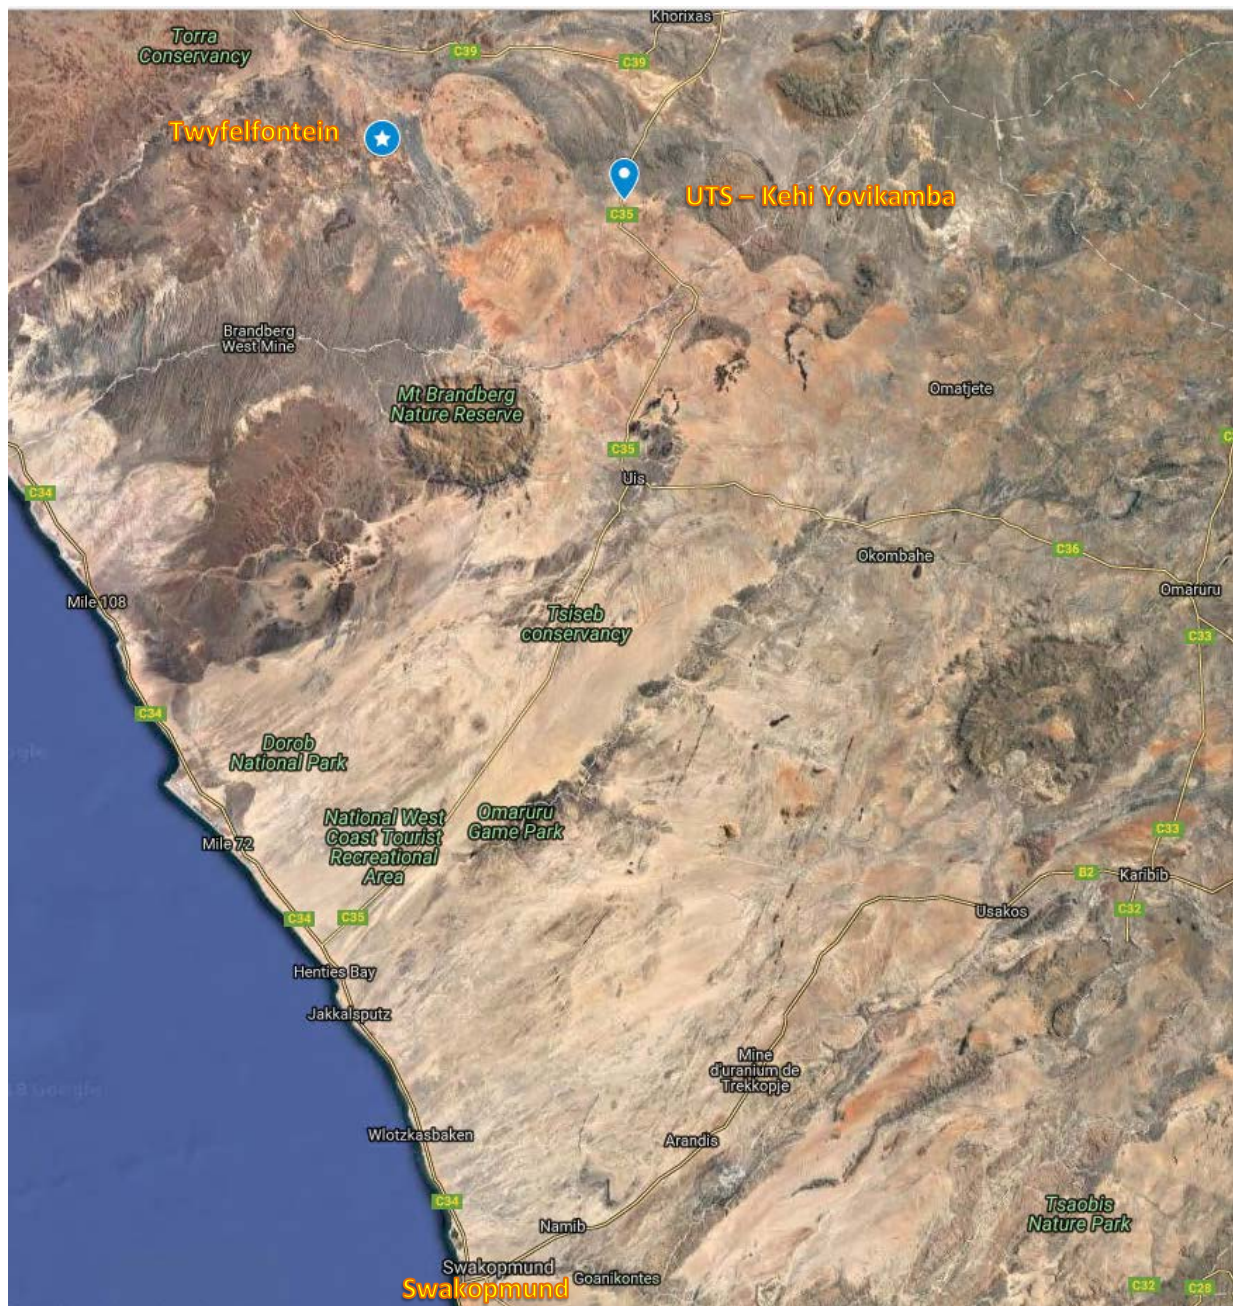 Khorixas
Torra
Conservancy
C39
C39
Twyfelfontein
UTS – Kehi Yovikamba
C35
Brandberg
West Mine
Mt Brandberg
Nature Reserve
Omatjete
C35
Uis
C34
Okombahe
C36
Omaruru
Mile 108
Tsiseb
conservancy
C33
C34
Dorob
National Park
National West
Coast Tourist
Recreational
Area
Omaruru
Game Park
Mile 72
C33
B2
Karibib
Usakos
C32
C34
C35
Henties Bay
Jakkalsputz
Mine
d'uranium de
Trekkopje
Wlotzkasbaken
Arandis
C34
Tsaobis
Nature Park
Namib
Swakopmund
Goanikontes
Swakopmund
C32
C28